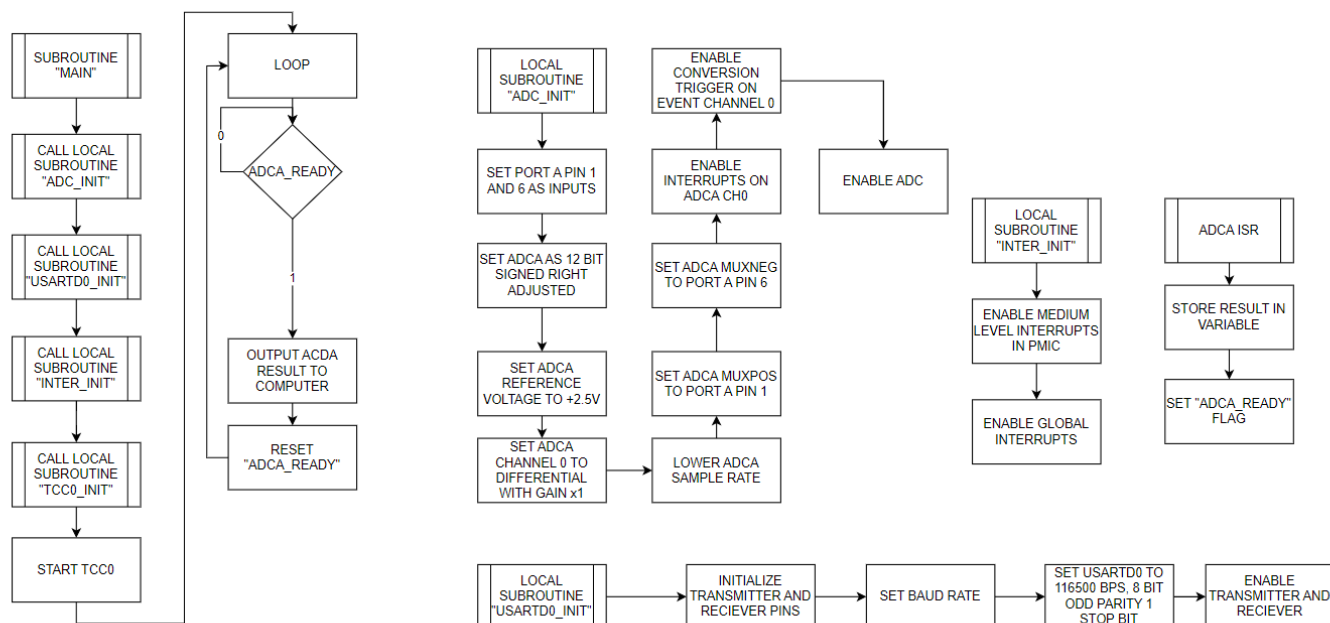 SUBROUTINE
"MAIN"
CALL LOCAL
SUBROUTINE
"ADC_INIT"
CALL LOCAL
SUBROUTINE
"USARTD0_INIT"
CALL LOCAL
SUBROUTINE
"INTER_INIT"
CALL LOCAL
SUBROUTINE
"TCC0_INIT"
START TCC0
LOOP
0
ADCA_READY
1
OUTPUT ACDA
RESULT TO
COMPUTER
RESET
"ADCA_READY"
LOCAL
SUBROUTINE
"ADC_INIT"
SET PORT A PIN 1
AND 6 AS INPUTS
SET ADCA AS 12 BIT
SIGNED RIGHT
ADJUSTED
SET ADCA
REFERENCE
VOLTAGE TO +2.5V
SET ADCA
CHANNEL 0 TO
DIFFERENTIAL
WITH GAIN x1
LOWER ADCA
SAMPLE RATE
SET ADCA MUXPOS
TO PORT A PIN 1
SET ADCA MUXNEG
TO PORT A PIN 6
ENABLE
INTERRUPTS ON
ADCA CH0
ENABLE
CONVERSION
TRIGGER ON
EVENT CHANNEL 0
ENABLE ADC
LOCAL
SUBROUTINE
"INTER_INIT"
ENABLE MEDIUM
LEVEL INTERRUPTS
IN PMIC
ENABLE GLOBAL
INTERRUPTS
ADCA ISR
STORE RESULT IN
VARIABLE
SET "ADCA_READY"
FLAG
LOCAL
SUBROUTINE
"USARTD0_INIT"
INITIALIZE
TRANSMITTER AND
RECIEVER PINS
SET BAUD RATE
SET USARTD0 TO
116500 BPS, 8 BIT
ODD PARITY 1
STOP BIT
ENABLE
TRANSMITTER AND
RECIEVER